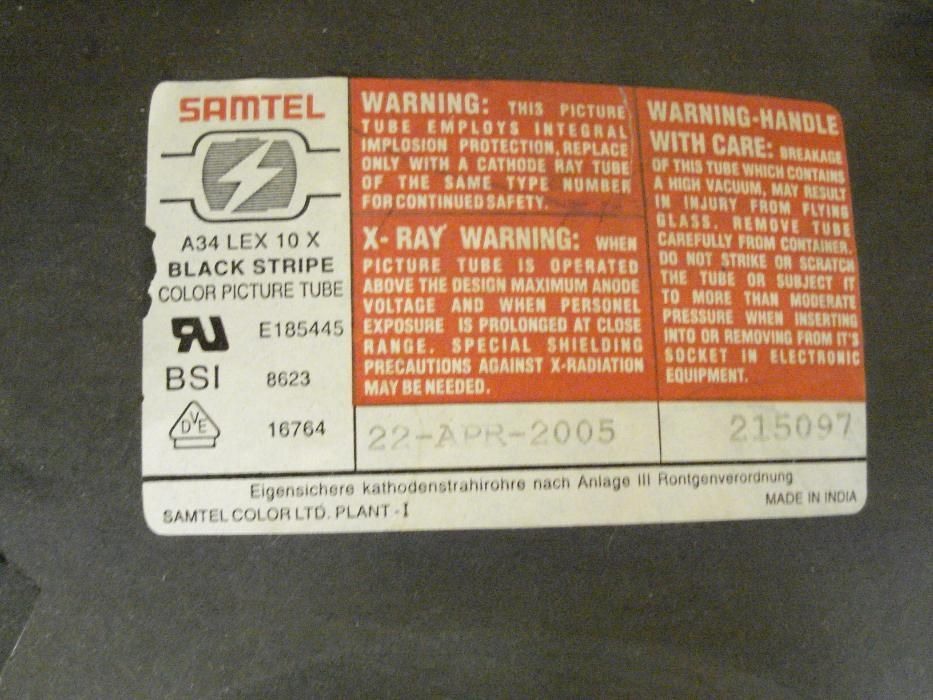 SAMTEL
A34 LEX 10 X
BLACK STRIPE
COLOR PICTURE TUBE
E185445
BSI 8623
DVE 16764
WARNING: THIS PICTURE
TUBE EMPLOYS INTEGRAL
IMPLOSION PROTECTION, REPLACE
ONLY WITH A CATHODE RAY TUBE
OF THE SAME TYPE NUMBER
FOR CONTINUED SAFETY.
X-RAY WARNING: WHEN
PICTURE TUBE IS OPERATED
ABOVE THE DESIGN MAXIMUM ANODE
VOLTAGE AND WHEN PERSONEL
EXPOSURE IS PROLONGED AT CLOSE
RANGE. SPECIAL SHIELDING
PRECAUTIONS AGAINST X-RADIATION
MAY BE NEEDED.
WARNING-HANDLE
WITH CARE: BREAKAGE
OF THIS TUBE WHICH CONTAINS
A HIGH VACUUM, MAY RESULT
IN INJURY FROM FLYING
GLASS. REMOVE TUBE
CAREFULLY FROM CONTAINER.
DO NOT STRIKE OR SCRATCH
THE TUBE OR SUBJECT IT
TO MORE THAN MODERATE
PRESSURE WHEN INSERTING
INTO OR REMOVING FROM IT'S
SOCKET IN ELECTRONIC
EQUIPMENT.
22-APR-2005
215097
Eigensichere kathodenstrahirohre nach Anlage III Rontgenverordnung
SAMTEL COLOR LTD. PLANT - I
MADE IN INDIA